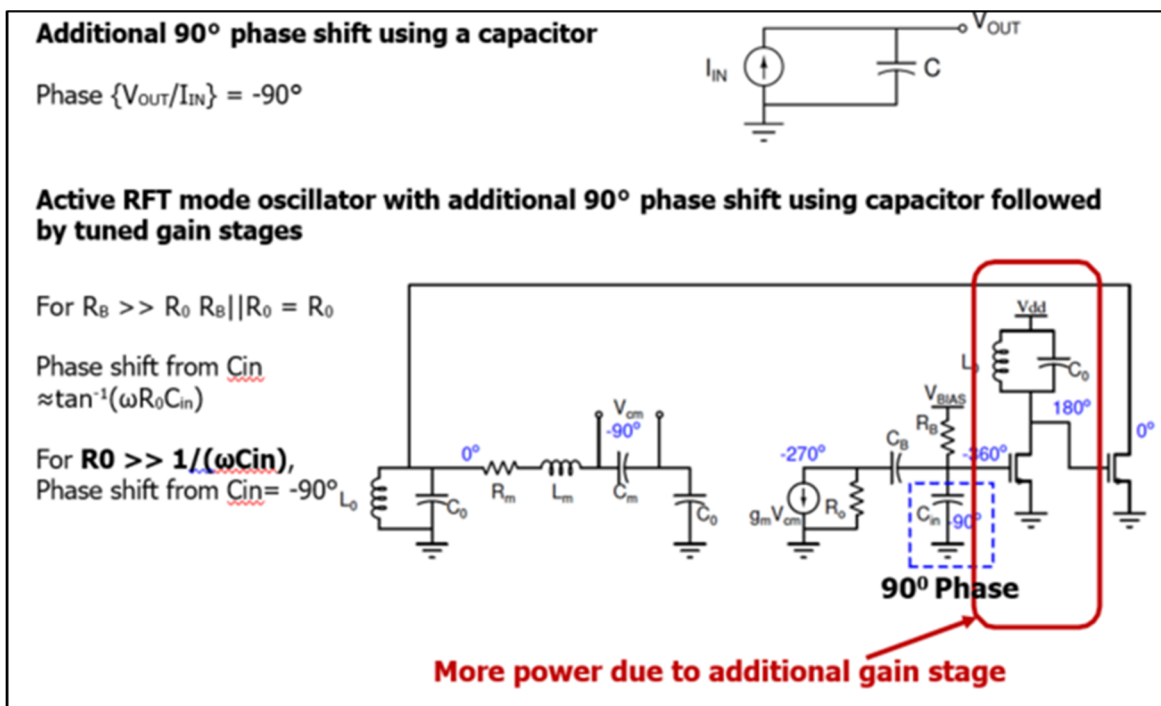 Additional 90° phase shift using a capacitor
VOUT
IIN
C
Phase {VOUT/IIN} = -90°
Active RFT mode oscillator with additional 90° phase shift using capacitor followed
by tuned gain stages
For RB >> R0 RB||R0 = R0
Phase shift from Cin
≈tan⁻¹(ωR0Cin)
For R0 >> 1/(ωCin),
Phase shift from Cin= -90°
L0
C0
0°
Rm
Lm
Vcm
-90°
Cm
C0
-270°
gmVcm
Ro
CB
VBIAS
RB
-360°
Cin
-90°
90⁰ Phase
Vdd
L0
C0
180°
0°
More power due to additional gain stage